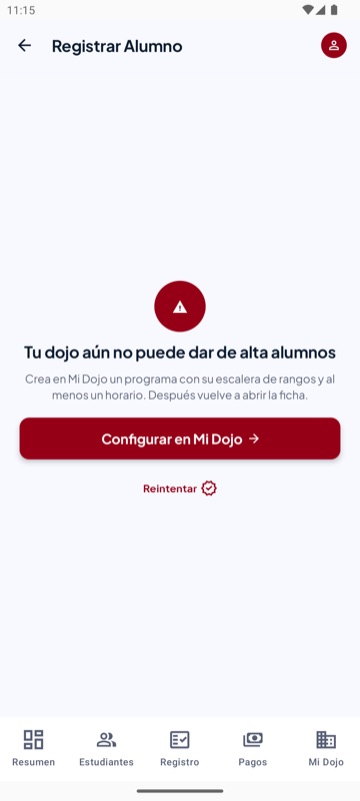 11:15
Registrar Alumno
Tu dojo aún no puede dar de alta alumnos
Crea en Mi Dojo un programa con su escalera de rangos y al
menos un horario. Después vuelve a abrir la ficha.
Configurar en Mi Dojo →
Reintentar
Resumen
Estudiantes
Registro
Pagos
Mi Dojo